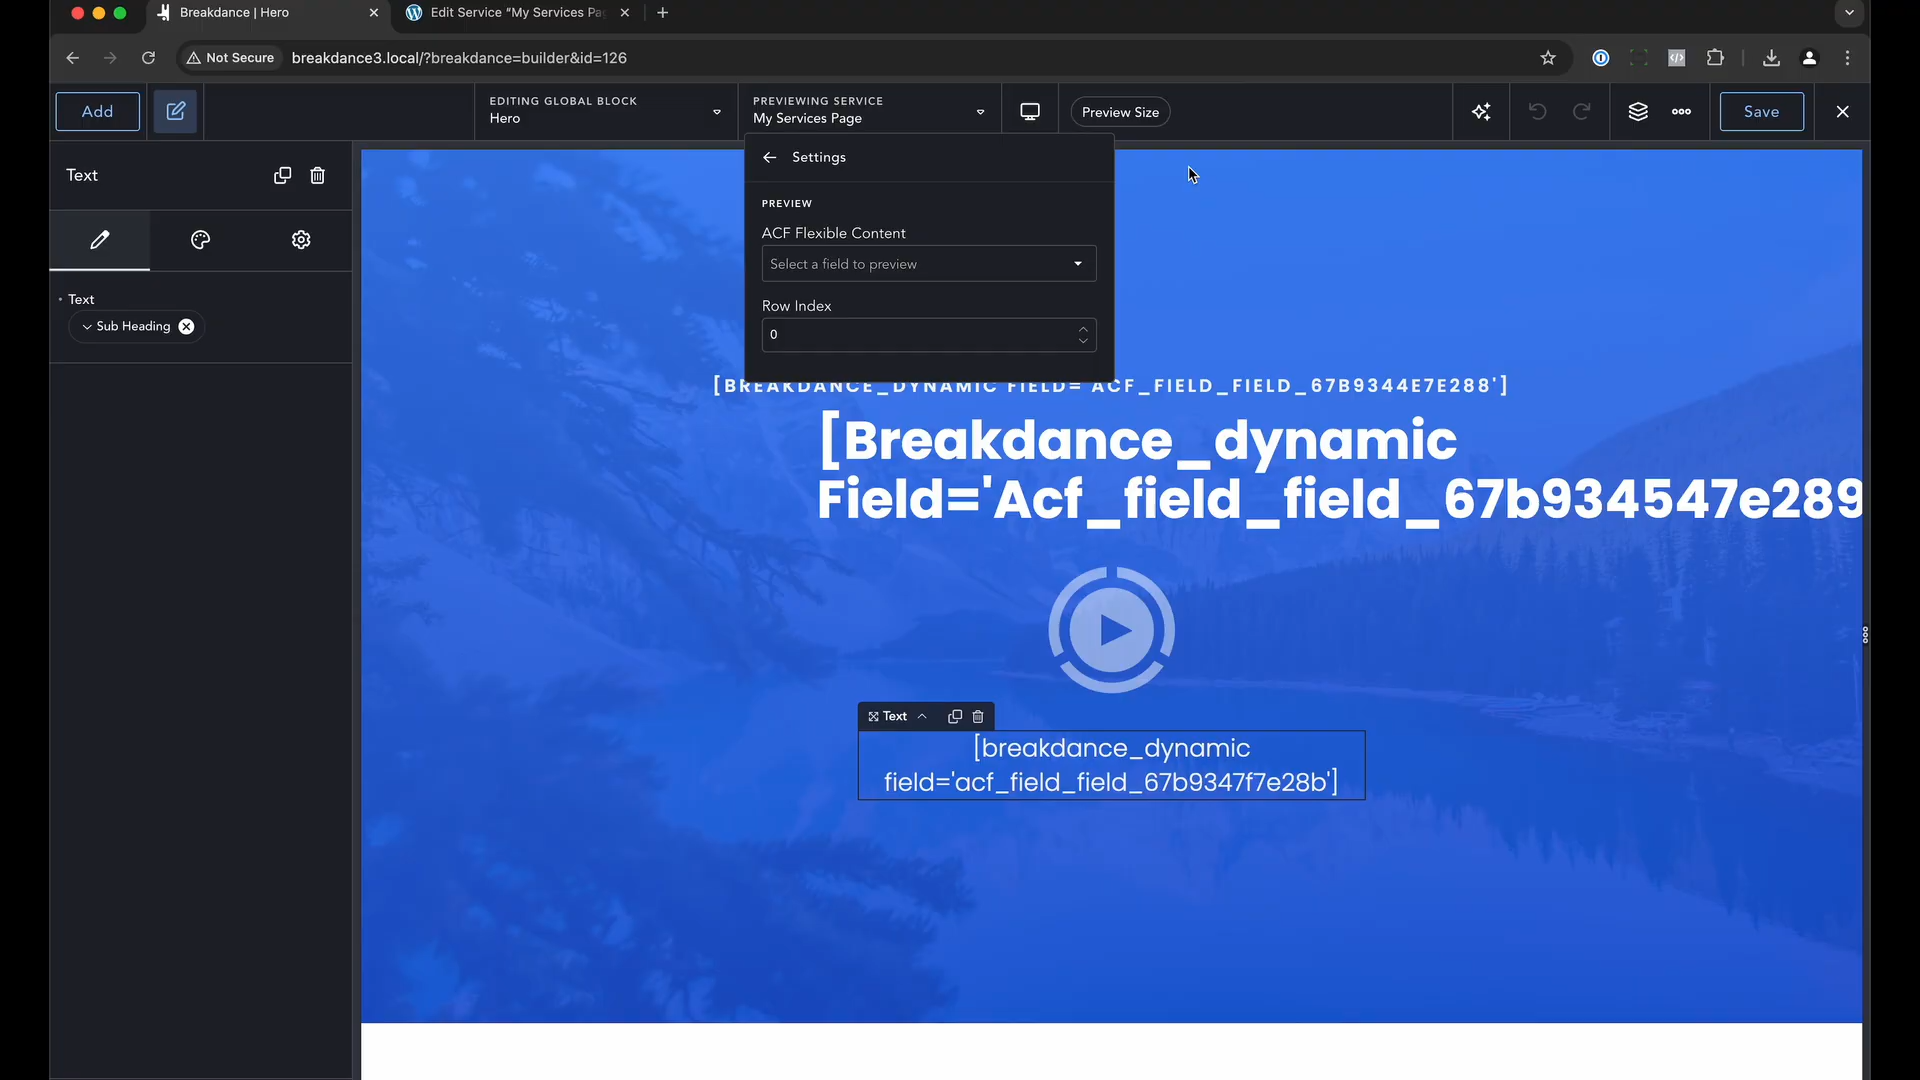 Breakdance | Hero
Edit Service "My Services Pa
Not Secure
breakdance3.local/?breakdance=builder&id=126
Add
EDITING GLOBAL BLOCK
Hero
PREVIEWING SERVICE
My Services Page
Preview Size
Save
Text
Settings
PREVIEW
ACF Flexible Content
Select a field to preview
Row Index
0
Text
Sub Heading
[BREAKDANCE_DYNAMIC FIELD='ACF_FIELD_FIELD_67B9344E7E288']
[Breakdance_dynamic
Field='Acf_field_field_67b934547e289
Text
[breakdance_dynamic
field='acf_field_field_67b9347f7e28b']